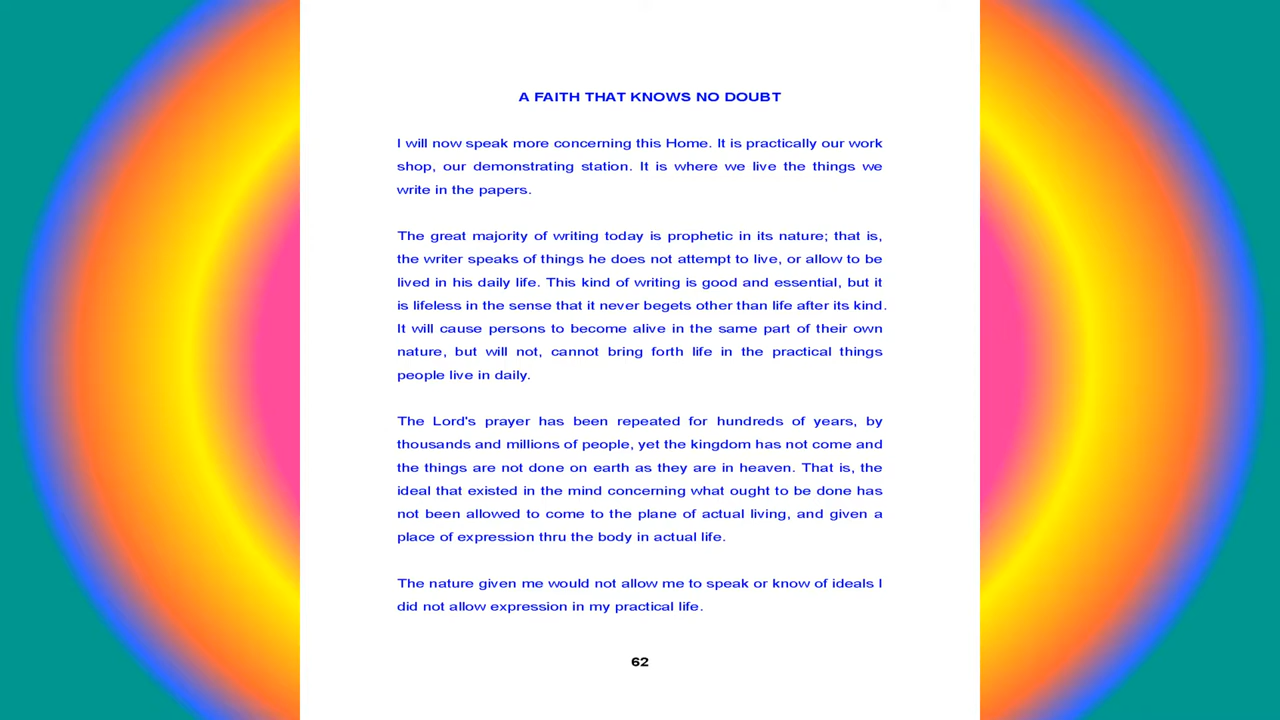 A FAITH THAT KNOWS NO DOUBT
I will now speak more concerning this Home. It is practically our work
shop, our demonstrating station. It is where we live the things we
write in the papers.
The great majority of writing today is prophetic in its nature; that is,
the writer speaks of things he does not attempt to live, or allow to be
lived in his daily life. This kind of writing is good and essential, but it
is lifeless in the sense that it never begets other than life after its kind.
It will cause persons to become alive in the same part of their own
nature, but will not, cannot bring forth life in the practical things
people live in daily.
The Lord's prayer has been repeated for hundreds of years, by
thousands and millions of people, yet the kingdom has not come and
the things are not done on earth as they are in heaven. That is, the
ideal that existed in the mind concerning what ought to be done has
not been allowed to come to the plane of actual living, and given a
place of expression thru the body in actual life.
The nature given me would not allow me to speak or know of ideals I
did not allow expression in my practical life.
62